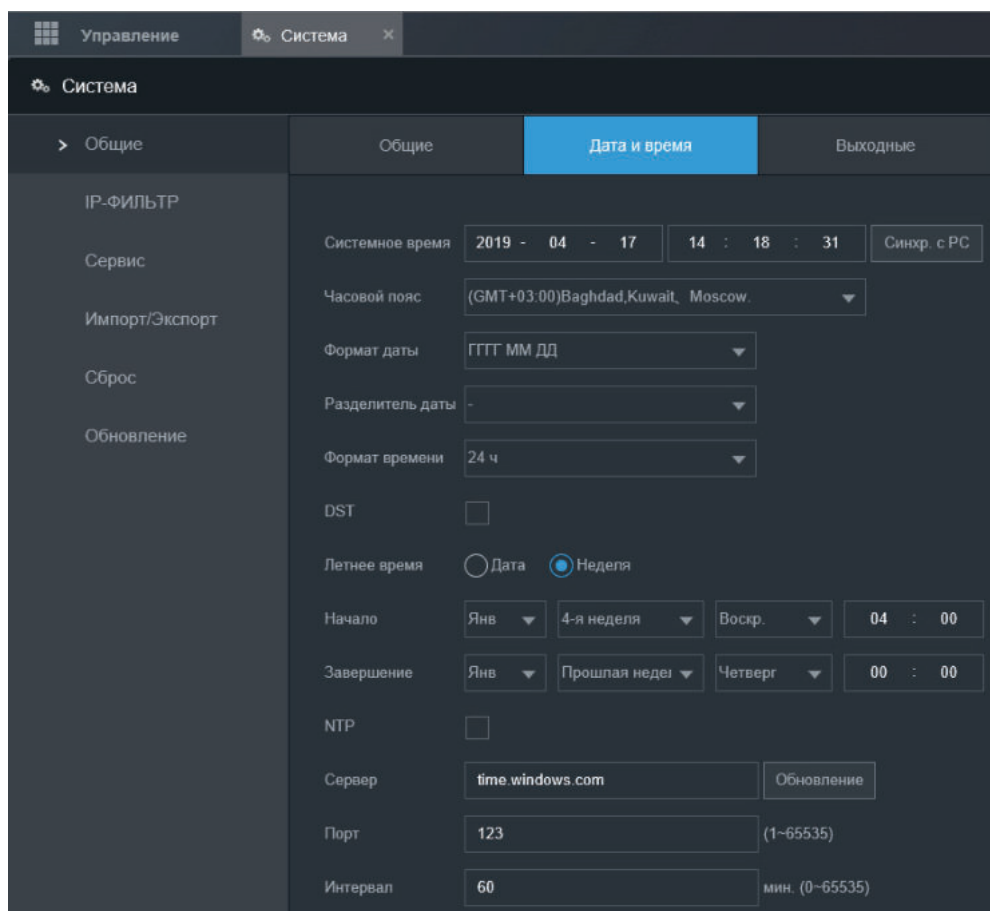 Управление Система ×
Система
Общие
IP-ФИЛЬТР
Сервис
Импорт/Экспорт
Сброс
Обновление
Общие Дата и время Выходные
Системное время 2019 - 04 - 17 14 : 18 : 31 Синхр. с PC
Часовой пояс (GMT+03:00)Baghdad,Kuwait、Moscow.
Формат даты ГГГГ ММ ДД
Разделитель даты -
Формат времени 24 ч
DST
Летнее время Дата Неделя
Начало Янв 4-я неделя Воскр. 04 : 00
Завершение Янв Прошлая недел Четверг 00 : 00
NTP
Сервер time.windows.com Обновление
Порт 123 (1~65535)
Интервал 60 мин. (0~65535)